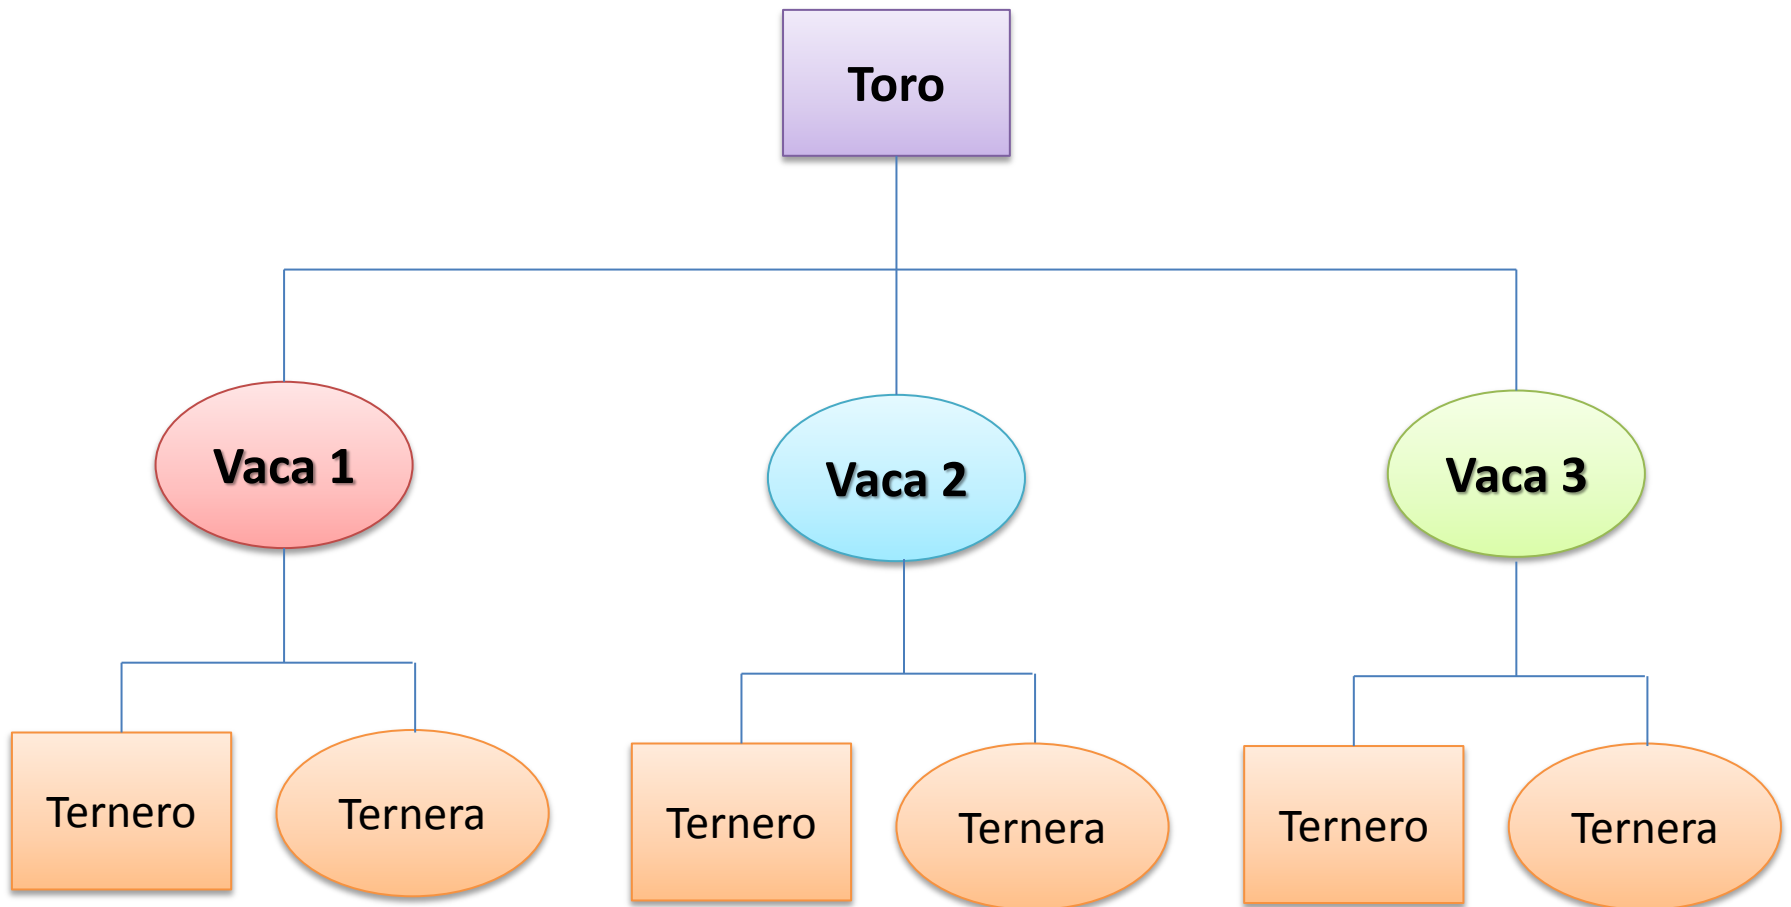 Toro
Vaca 1
Vaca 2
Vaca 3
Ternero
Ternera
Ternero
Ternera
Ternero
Ternera